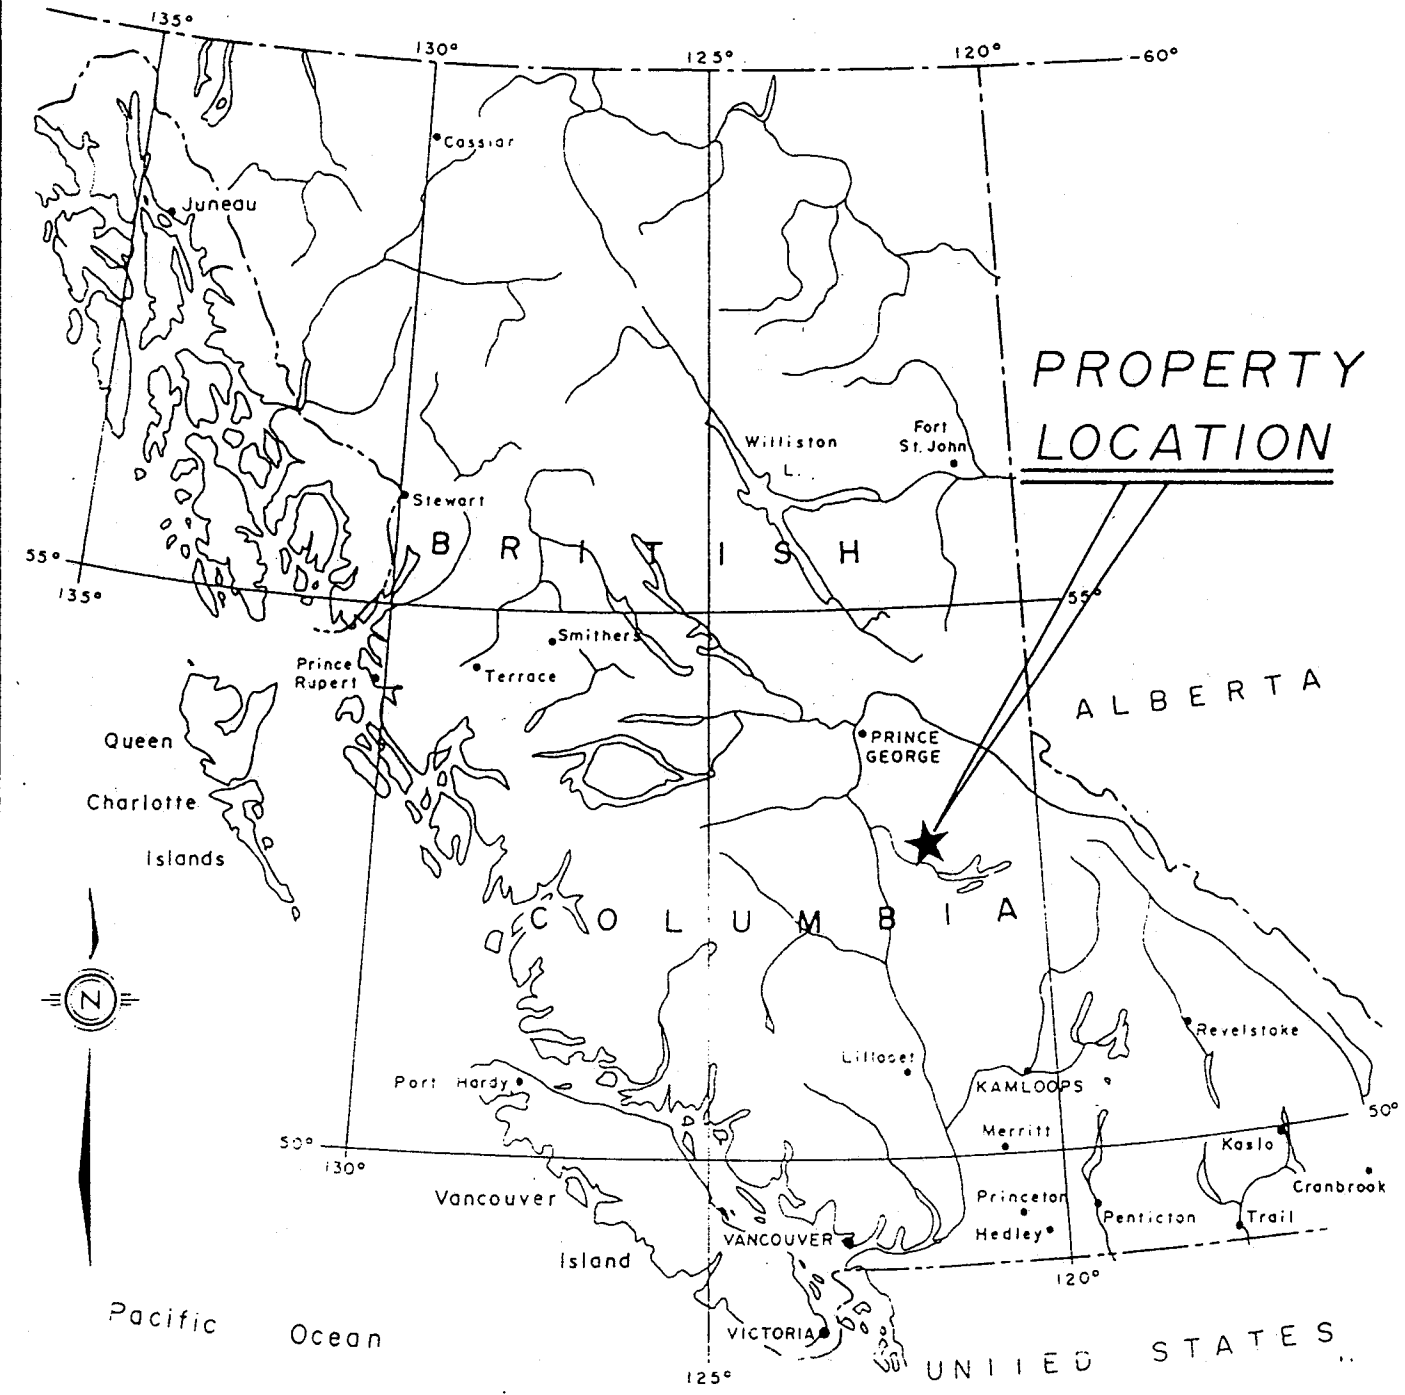 135°
130°
125°
120°
-60°
Cassiar
Juneau
PROPERTY
LOCATION
Williston
L.
Fort
St. John
Stewart
BRITISH
55°
135°
55°
Smithers
Terrace
Prince
Rupert
ALBERTA
Queen
Charlotte
Islands
PRINCE
GEORGE
COLUMBIA
N
Revelstoke
Lillooet
KAMLOOPS
Port Hardy
50°
50°
130°
Merritt
Kaslo
Cranbrook
Vancouver
Island
Princeton
Hedley
Penticton
Trail
VANCOUVER
120°
Pacific Ocean
VICTORIA
UNITED STATES
125°